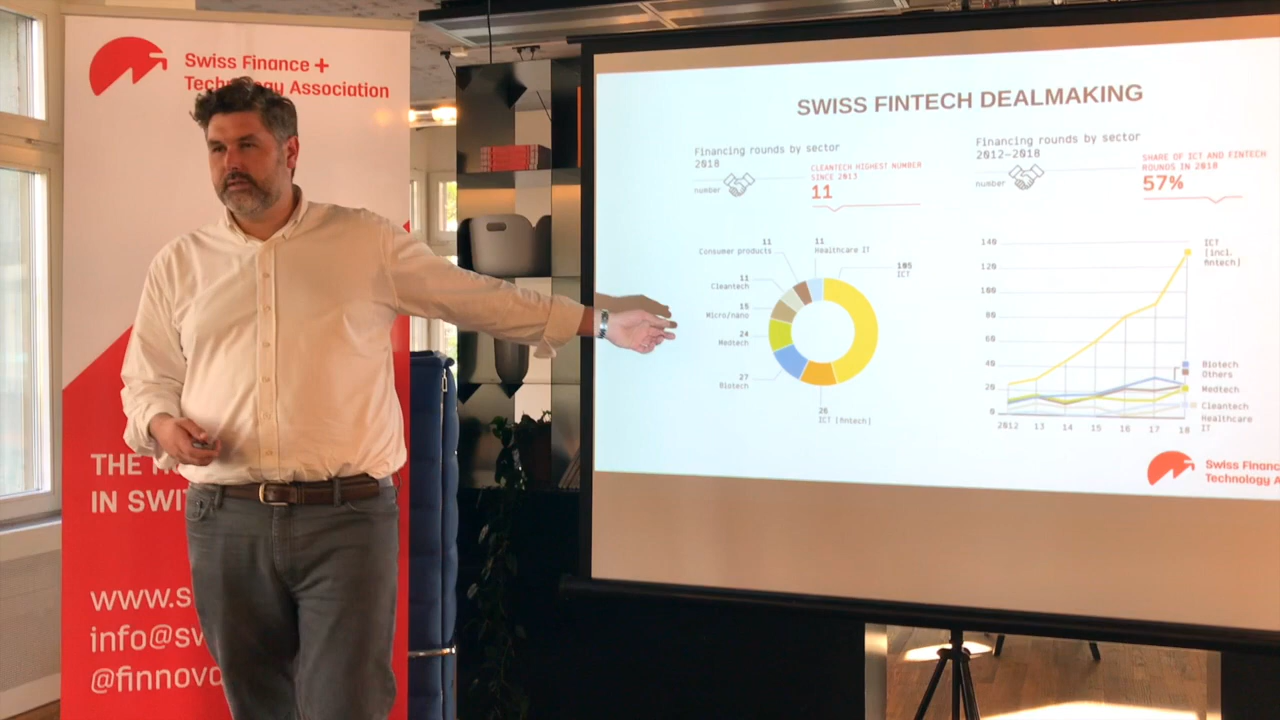 Swiss Finance +
Technology Association
THE
IN SWIT
www.s
info@sw
@finnova
SWISS FINTECH DEALMAKING
Financing rounds by sector
2018
number
CLEANTECH HIGHEST NUMBER
SINCE 2013
11
11
Consumer products
11
Healthcare IT
105
ICT
11
Cleantech
15
Micro/nano
24
Medtech
27
Biotech
26
ICT (fintech)
Financing rounds by sector
2012–2018
number
SHARE OF ICT AND FINTECH
ROUNDS IN 2018
57%
140
120
100
80
60
40
20
0
2012 13 14 15 16 17 18
ICT
(incl.
fintech)
Biotech
Others
Medtech
Cleantech
Healthcare
IT
Swiss Financ
Technology A